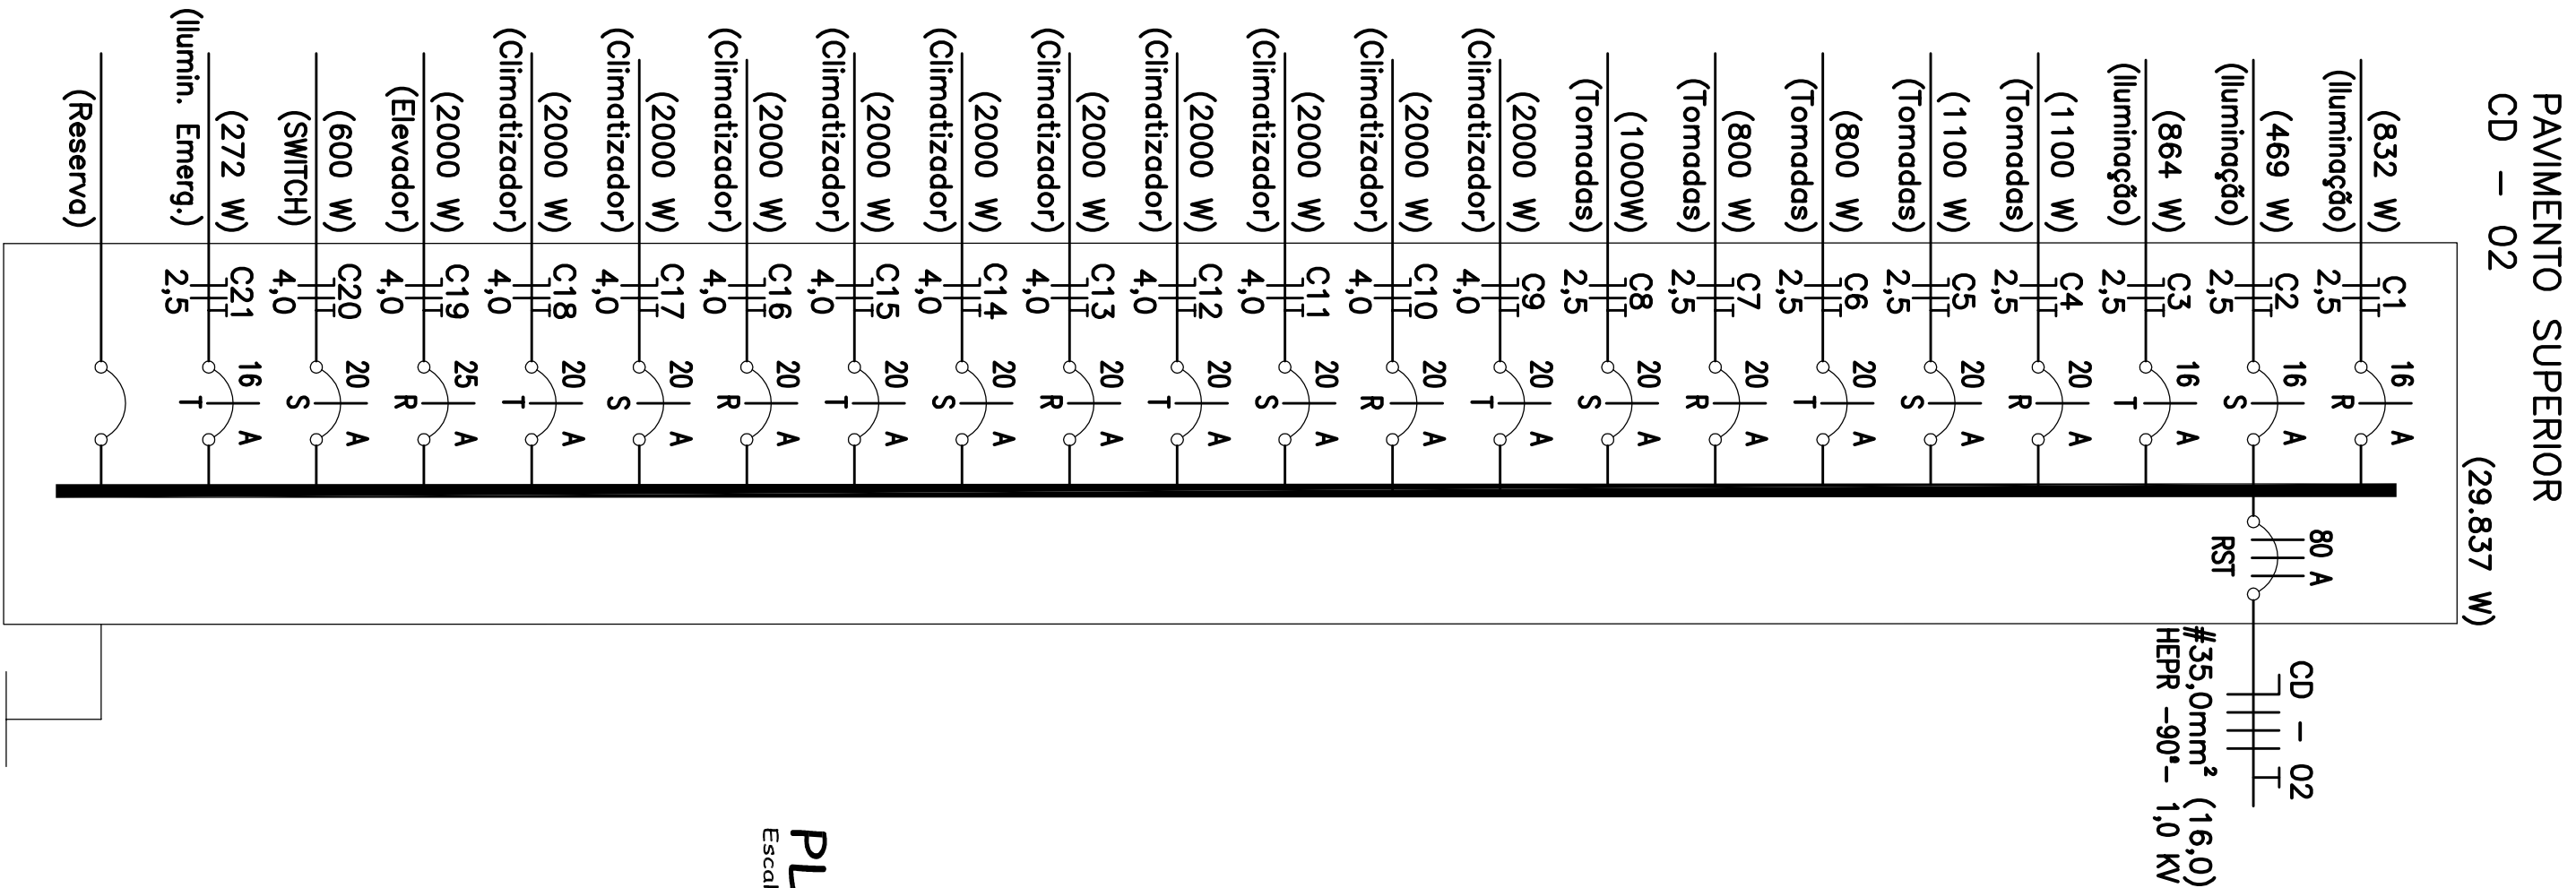 PAVIMENTO SUPERIOR
CD - 02
(29.837 W)
(832 W)
(Iluminação)
C1
2,5
16 A
R
(469 W)
(Iluminação)
C2
2,5
16 A
S
80 A
RST
CD - 02
#35,0mm² (16,0)
HEPR -90°- 1,0 KV
(864 W)
(Iluminação)
C3
2,5
16 A
T
(1100 W)
(Tomadas)
C4
2,5
20 A
R
(1100 W)
(Tomadas)
C5
2,5
20 A
S
(800 W)
(Tomadas)
C6
2,5
20 A
T
(800 W)
(Tomadas)
C7
2,5
20 A
R
(1000W)
(Tomadas)
C8
2,5
20 A
S
(2000 W)
(Climatizador)
C9
4,0
20 A
T
(2000 W)
(Climatizador)
C10
4,0
20 A
R
(2000 W)
(Climatizador)
C11
4,0
20 A
S
(2000 W)
(Climatizador)
C12
4,0
20 A
T
(2000 W)
(Climatizador)
C13
4,0
20 A
R
(2000 W)
(Climatizador)
C14
4,0
20 A
S
(2000 W)
(Climatizador)
C15
4,0
20 A
T
(2000 W)
(Climatizador)
C16
4,0
20 A
R
(2000 W)
(Climatizador)
C17
4,0
20 A
S
(2000 W)
(Climatizador)
C18
4,0
20 A
T
(2000 W)
(Elevador)
C19
4,0
25 A
R
(600 W)
(SWITCH)
C20
4,0
20 A
S
(272 W)
(Ilumin. Emerg.)
C21
2,5
16 A
T
(Reserva)